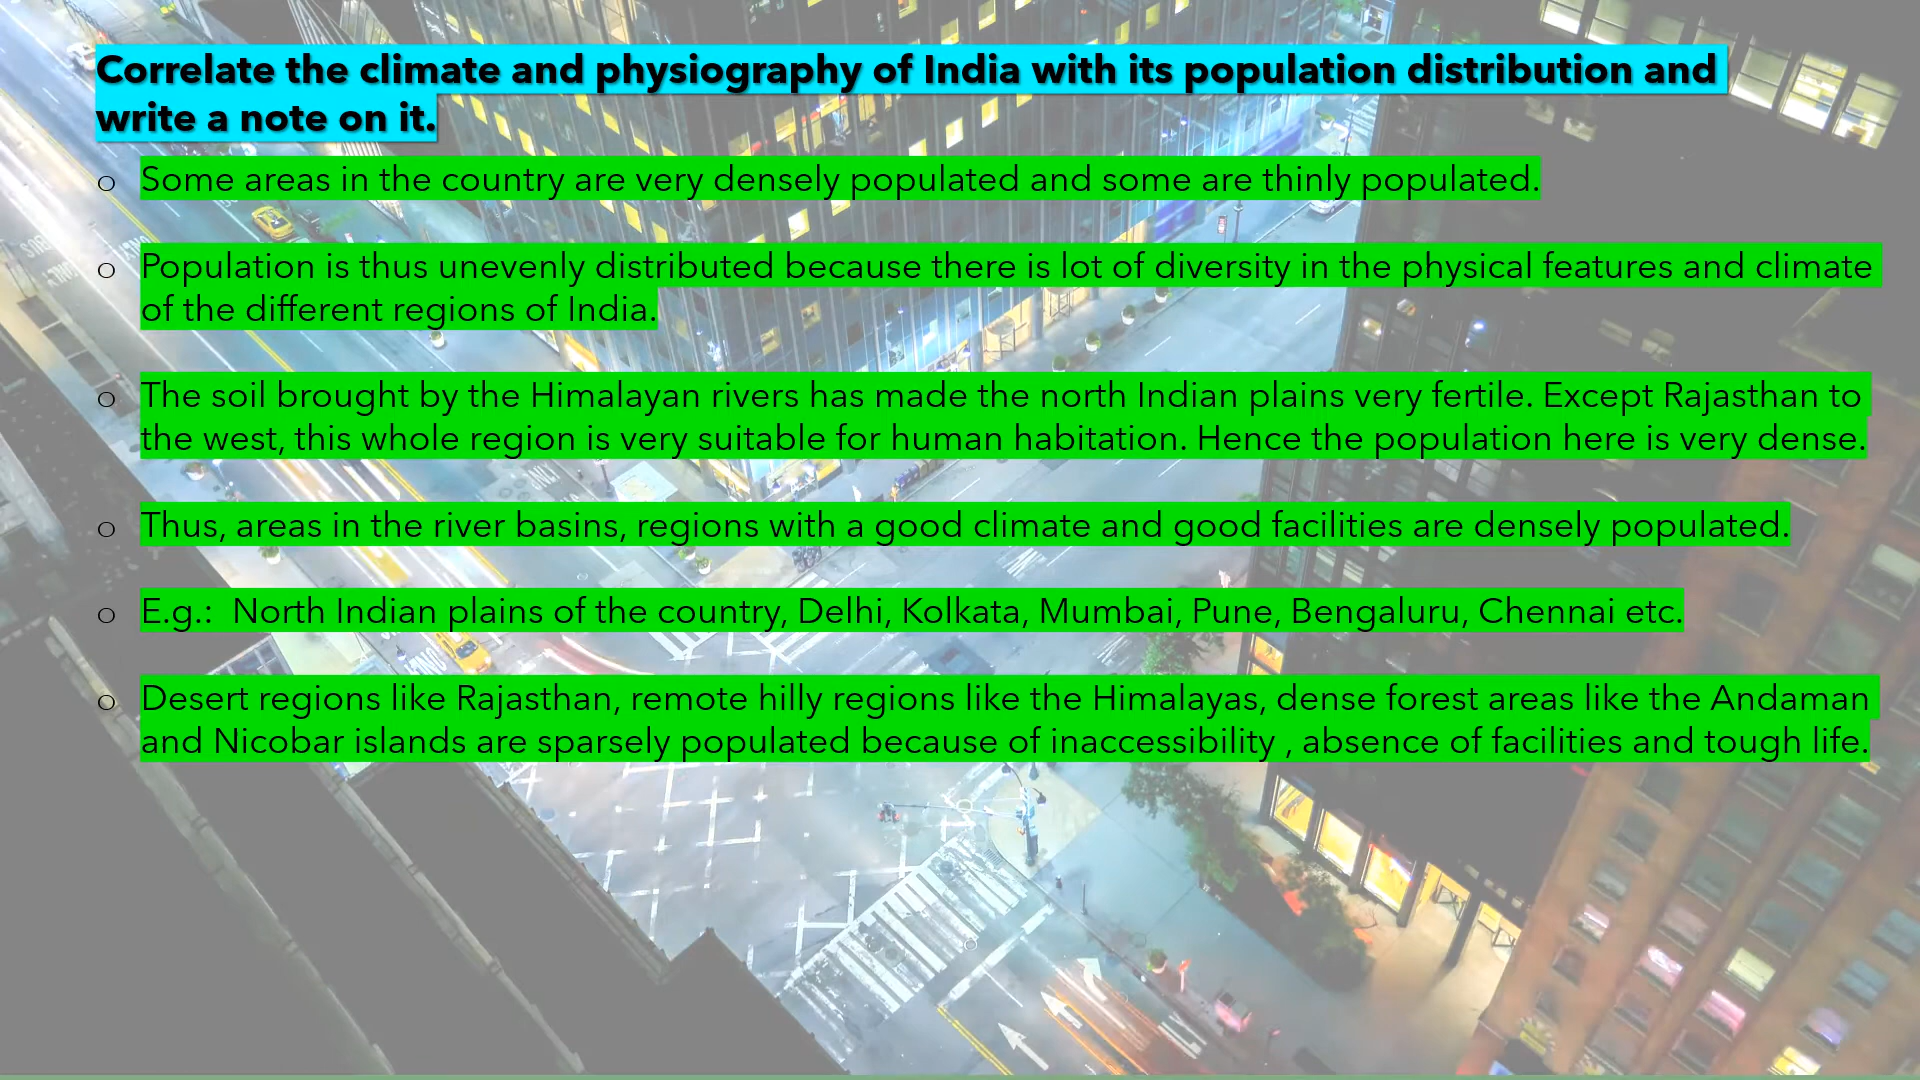 Correlate the climate and physiography of India with its population distribution and
write a note on it.
o Some areas in the country are very densely populated and some are thinly populated.
o Population is thus unevenly distributed because there is lot of diversity in the physical features and climate
of the different regions of India.
o The soil brought by the Himalayan rivers has made the north Indian plains very fertile. Except Rajasthan to
the west, this whole region is very suitable for human habitation. Hence the population here is very dense.
o Thus, areas in the river basins, regions with a good climate and good facilities are densely populated.
o E.g.: North Indian plains of the country, Delhi, Kolkata, Mumbai, Pune, Bengaluru, Chennai etc.
o Desert regions like Rajasthan, remote hilly regions like the Himalayas, dense forest areas like the Andaman
and Nicobar islands are sparsely populated because of inaccessibility , absence of facilities and tough life.